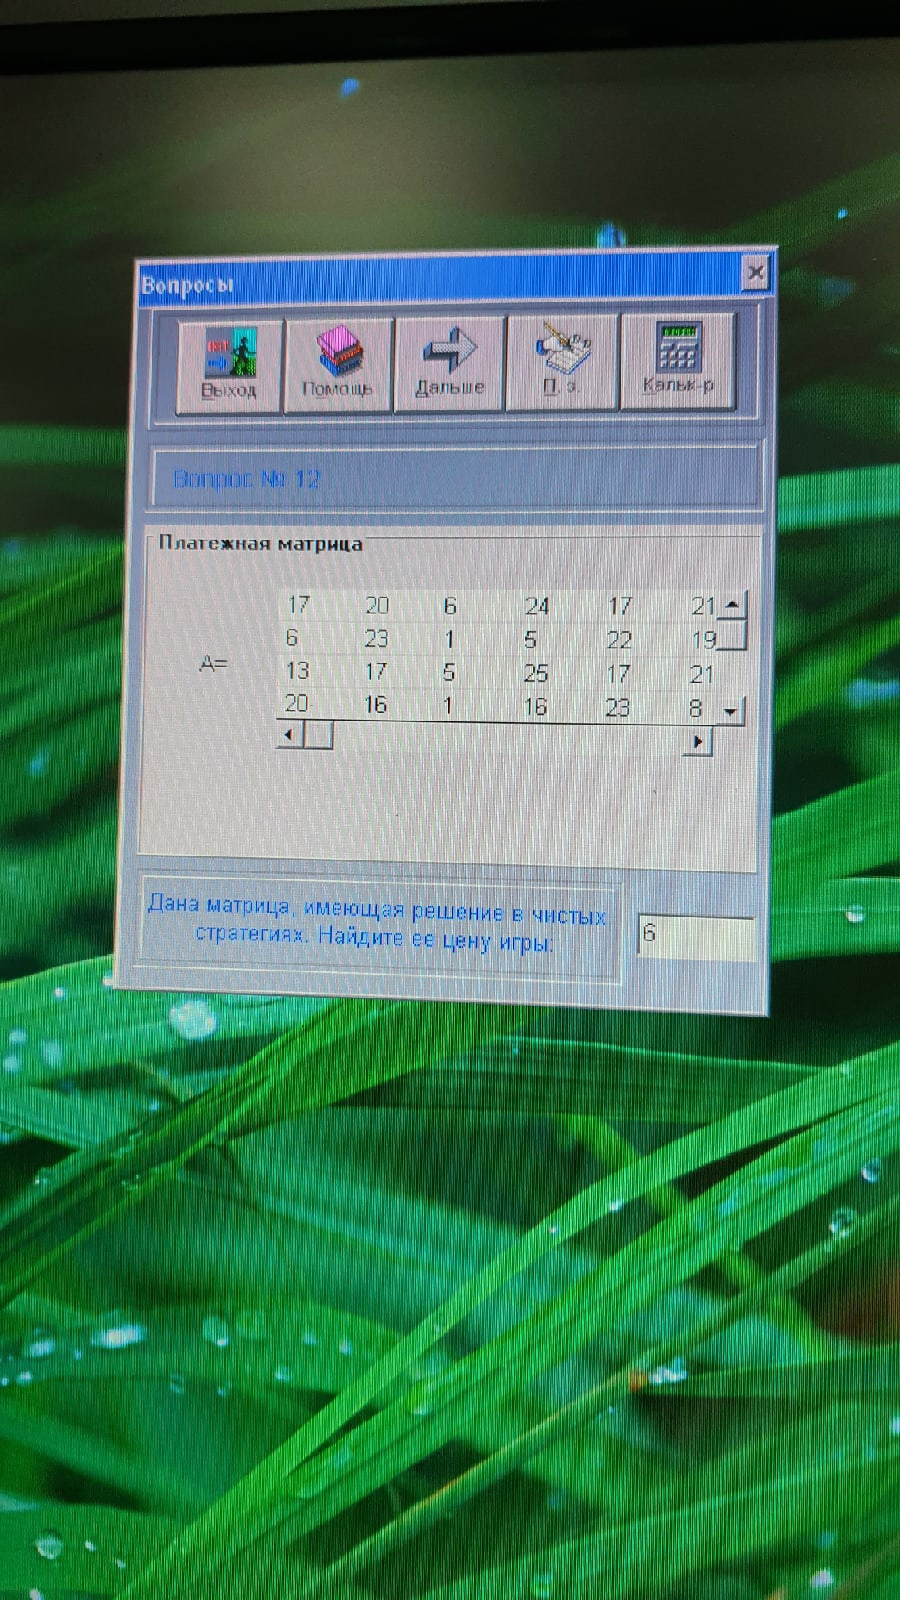 Вопросы
Выход Помощь Дальше П. з. Кальк-р
Вопрос № 12
Платежная матрица
17 20 6 24 17 21
6 23 1 5 22 19
A=
13 17 5 25 17 21
20 16 1 16 23 8
Дана матрица, имеющая решение в чистых
стратегиях. Найдите ее цену игры:
6